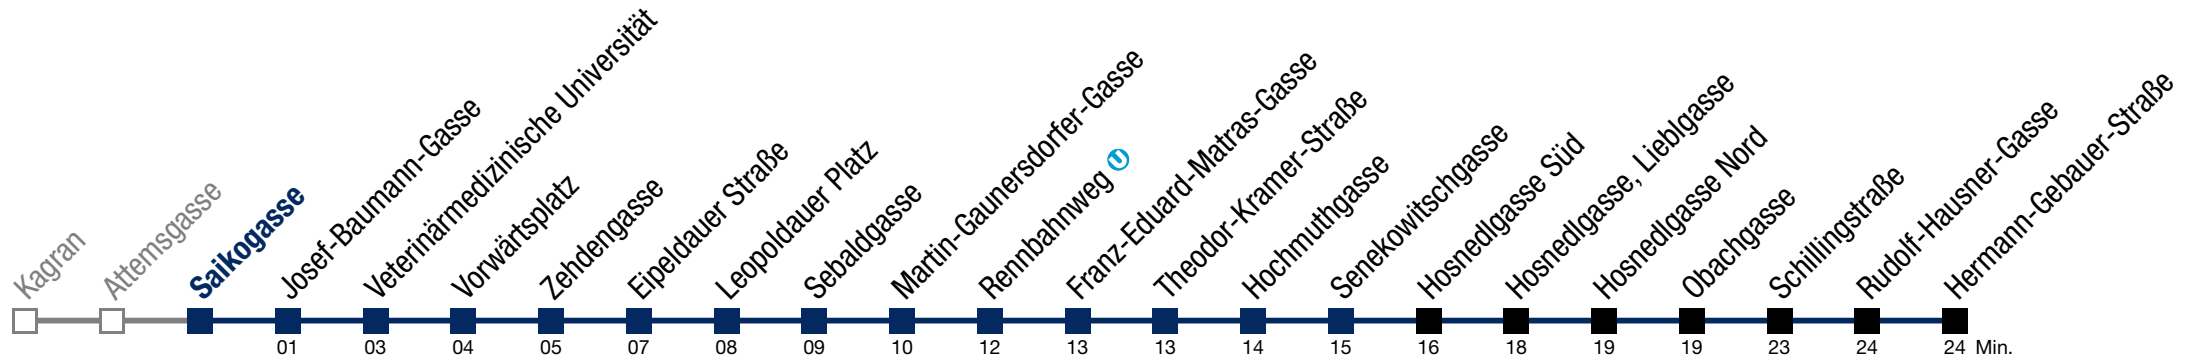 Kagran
Attemsgasse
Saikogasse
Josef-Baumann-Gasse
Veterinärmedizinische Universität
Vorwärtsplatz
Zehdengasse
Eipeldauer Straße
Leopoldauer Platz
Sebaldgasse
Martin-Gaunersdorfer-Gasse
Rennbahnweg U
Franz-Eduard-Matras-Gasse
Theodor-Kramer-Straße
Hochmuthgasse
Senekowitschgasse
Hosnedlgasse Süd
Hosnedlgasse, Lieblgasse
Hosnedlgasse Nord
Obachgasse
Schillingstraße
Rudolf-Hausner-Gasse
Hermann-Gebauer-Straße
01 03 04 05 07 08 09 10 12 13 13 14 15 16 18 19 19 23 24 24 Min.